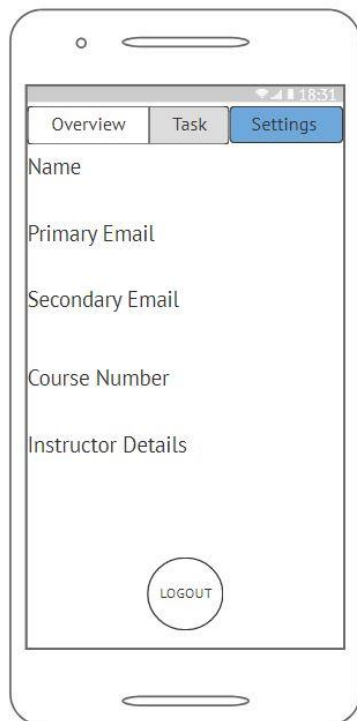 18:31
Overview Task Settings
Name
Primary Email
Secondary Email
Course Number
Instructor Details
LOGOUT